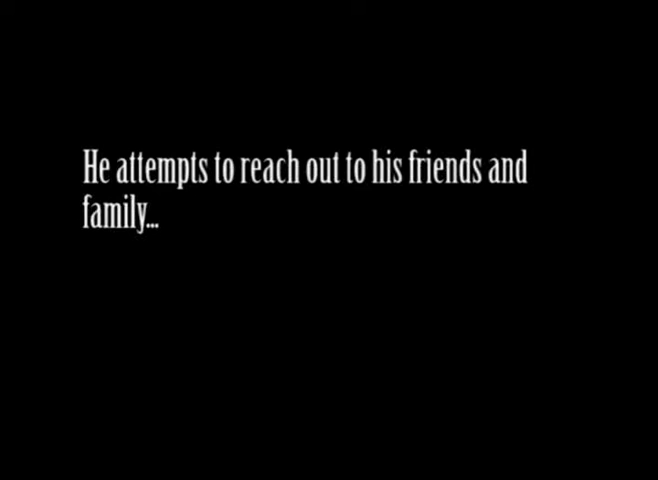 He attempts to reach out to his friends and
family...